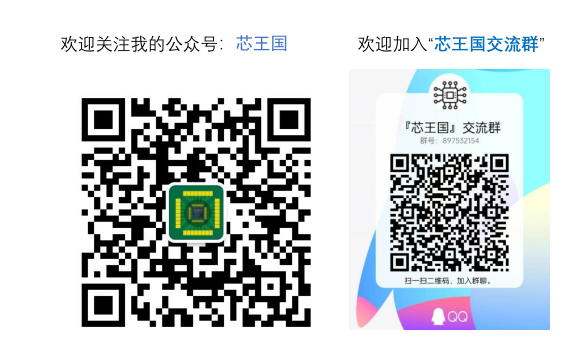 欢迎关注我的公众号：芯王国
欢迎加入“芯王国交流群”
『芯王国』交流群
群号：897532154
扫一扫二维码，加入群聊。
QQ